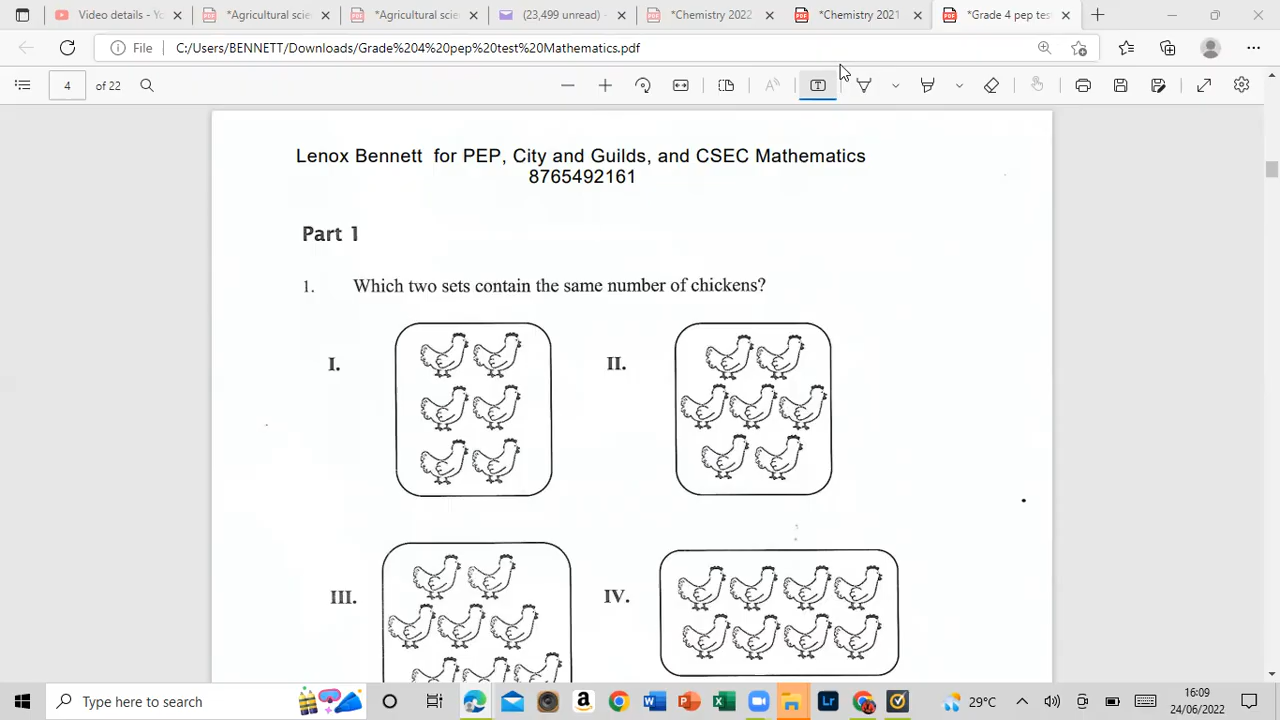 Video details - Yc
*Agricultural scie
*Agricultural scie
(23,499 unread)
*Chemistry 2022
*Chemistry 2021
*Grade 4 pep tes
File
C:/Users/BENNETT/Downloads/Grade%204%20pep%20test%20Mathematics.pdf
4
of 22
Lenox Bennett for PEP, City and Guilds, and CSEC Mathematics
8765492161
Part 1
1. Which two sets contain the same number of chickens?
I.
II.
III.
IV.
Type here to search
29°C
16:09
24/06/2022